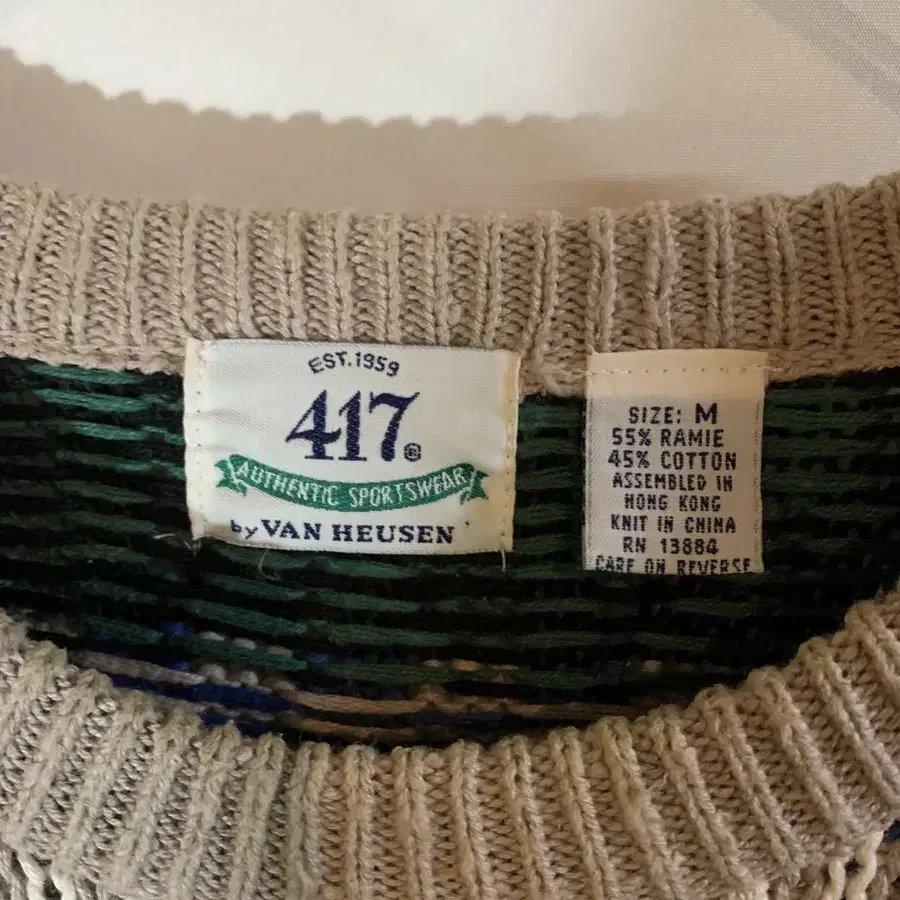 EST. 1959
417®
AUTHENTIC SPORTSWEAR
by VAN HEUSEN
SIZE: M
55% RAMIE
45% COTTON
ASSEMBLED IN
HONG KONG
KNIT IN CHINA
RN 13884
CARE ON REVERSE